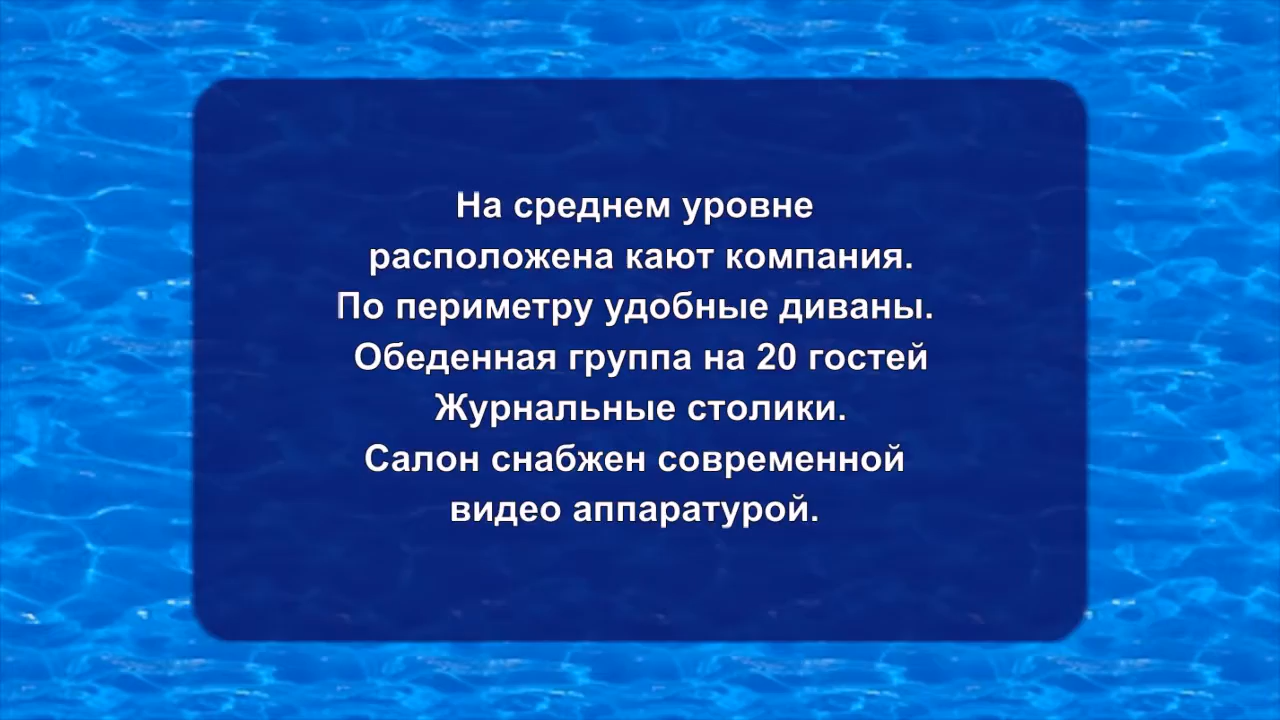 На среднем уровне
расположена кают компания.
По периметру удобные диваны.
Обеденная группа на 20 гостей
Журнальные столики.
Салон снабжен современной
видео аппаратурой.